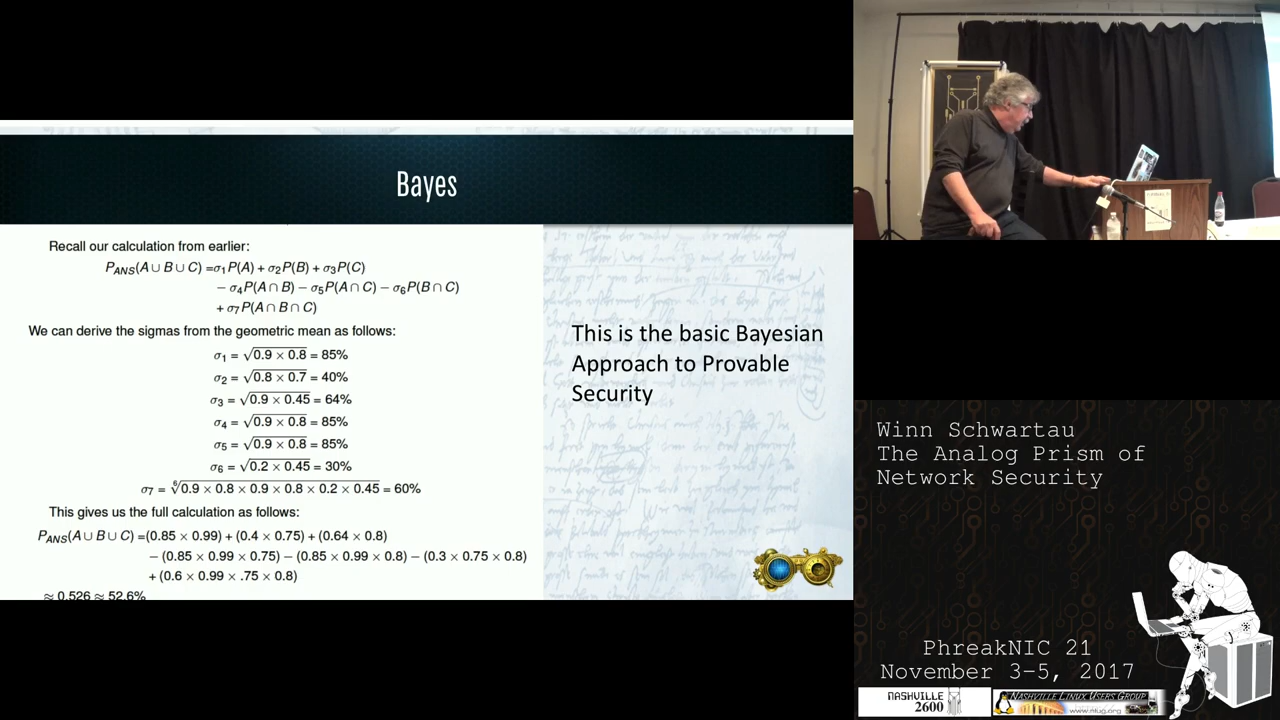 Bayes
Recall our calculation from earlier:
P_ANS(A ∪ B ∪ C) =σ₁P(A) + σ₂P(B) + σ₃P(C)
− σ₄P(A ∩ B) − σ₅P(A ∩ C) − σ₆P(B ∩ C)
+ σ₇P(A ∩ B ∩ C)
We can derive the sigmas from the geometric mean as follows:
σ₁ = √(0.9 × 0.8) = 85%
σ₂ = √(0.8 × 0.7) = 40%
σ₃ = √(0.9 × 0.45) = 64%
σ₄ = √(0.9 × 0.8) = 85%
σ₅ = √(0.9 × 0.8) = 85%
σ₆ = √(0.2 × 0.45) = 30%
σ₇ = ⁶√(0.9 × 0.8 × 0.9 × 0.8 × 0.2 × 0.45) = 60%
This gives us the full calculation as follows:
P_ANS(A ∪ B ∪ C) =(0.85 × 0.99) + (0.4 × 0.75) + (0.64 × 0.8)
− (0.85 × 0.99 × 0.75) − (0.85 × 0.99 × 0.8) − (0.3 × 0.75 × 0.8)
+ (0.6 × 0.99 × .75 × 0.8)
≈ 0.526 ≈ 52.6%
This is the basic Bayesian
Approach to Provable
Security
Winn Schwartau
The Analog Prism of
Network Security
PhreakNIC 21
November 3-5, 2017
NASHVILLE
2600
NASHVILLE LINUX USERS GROUP
www.nlug.org